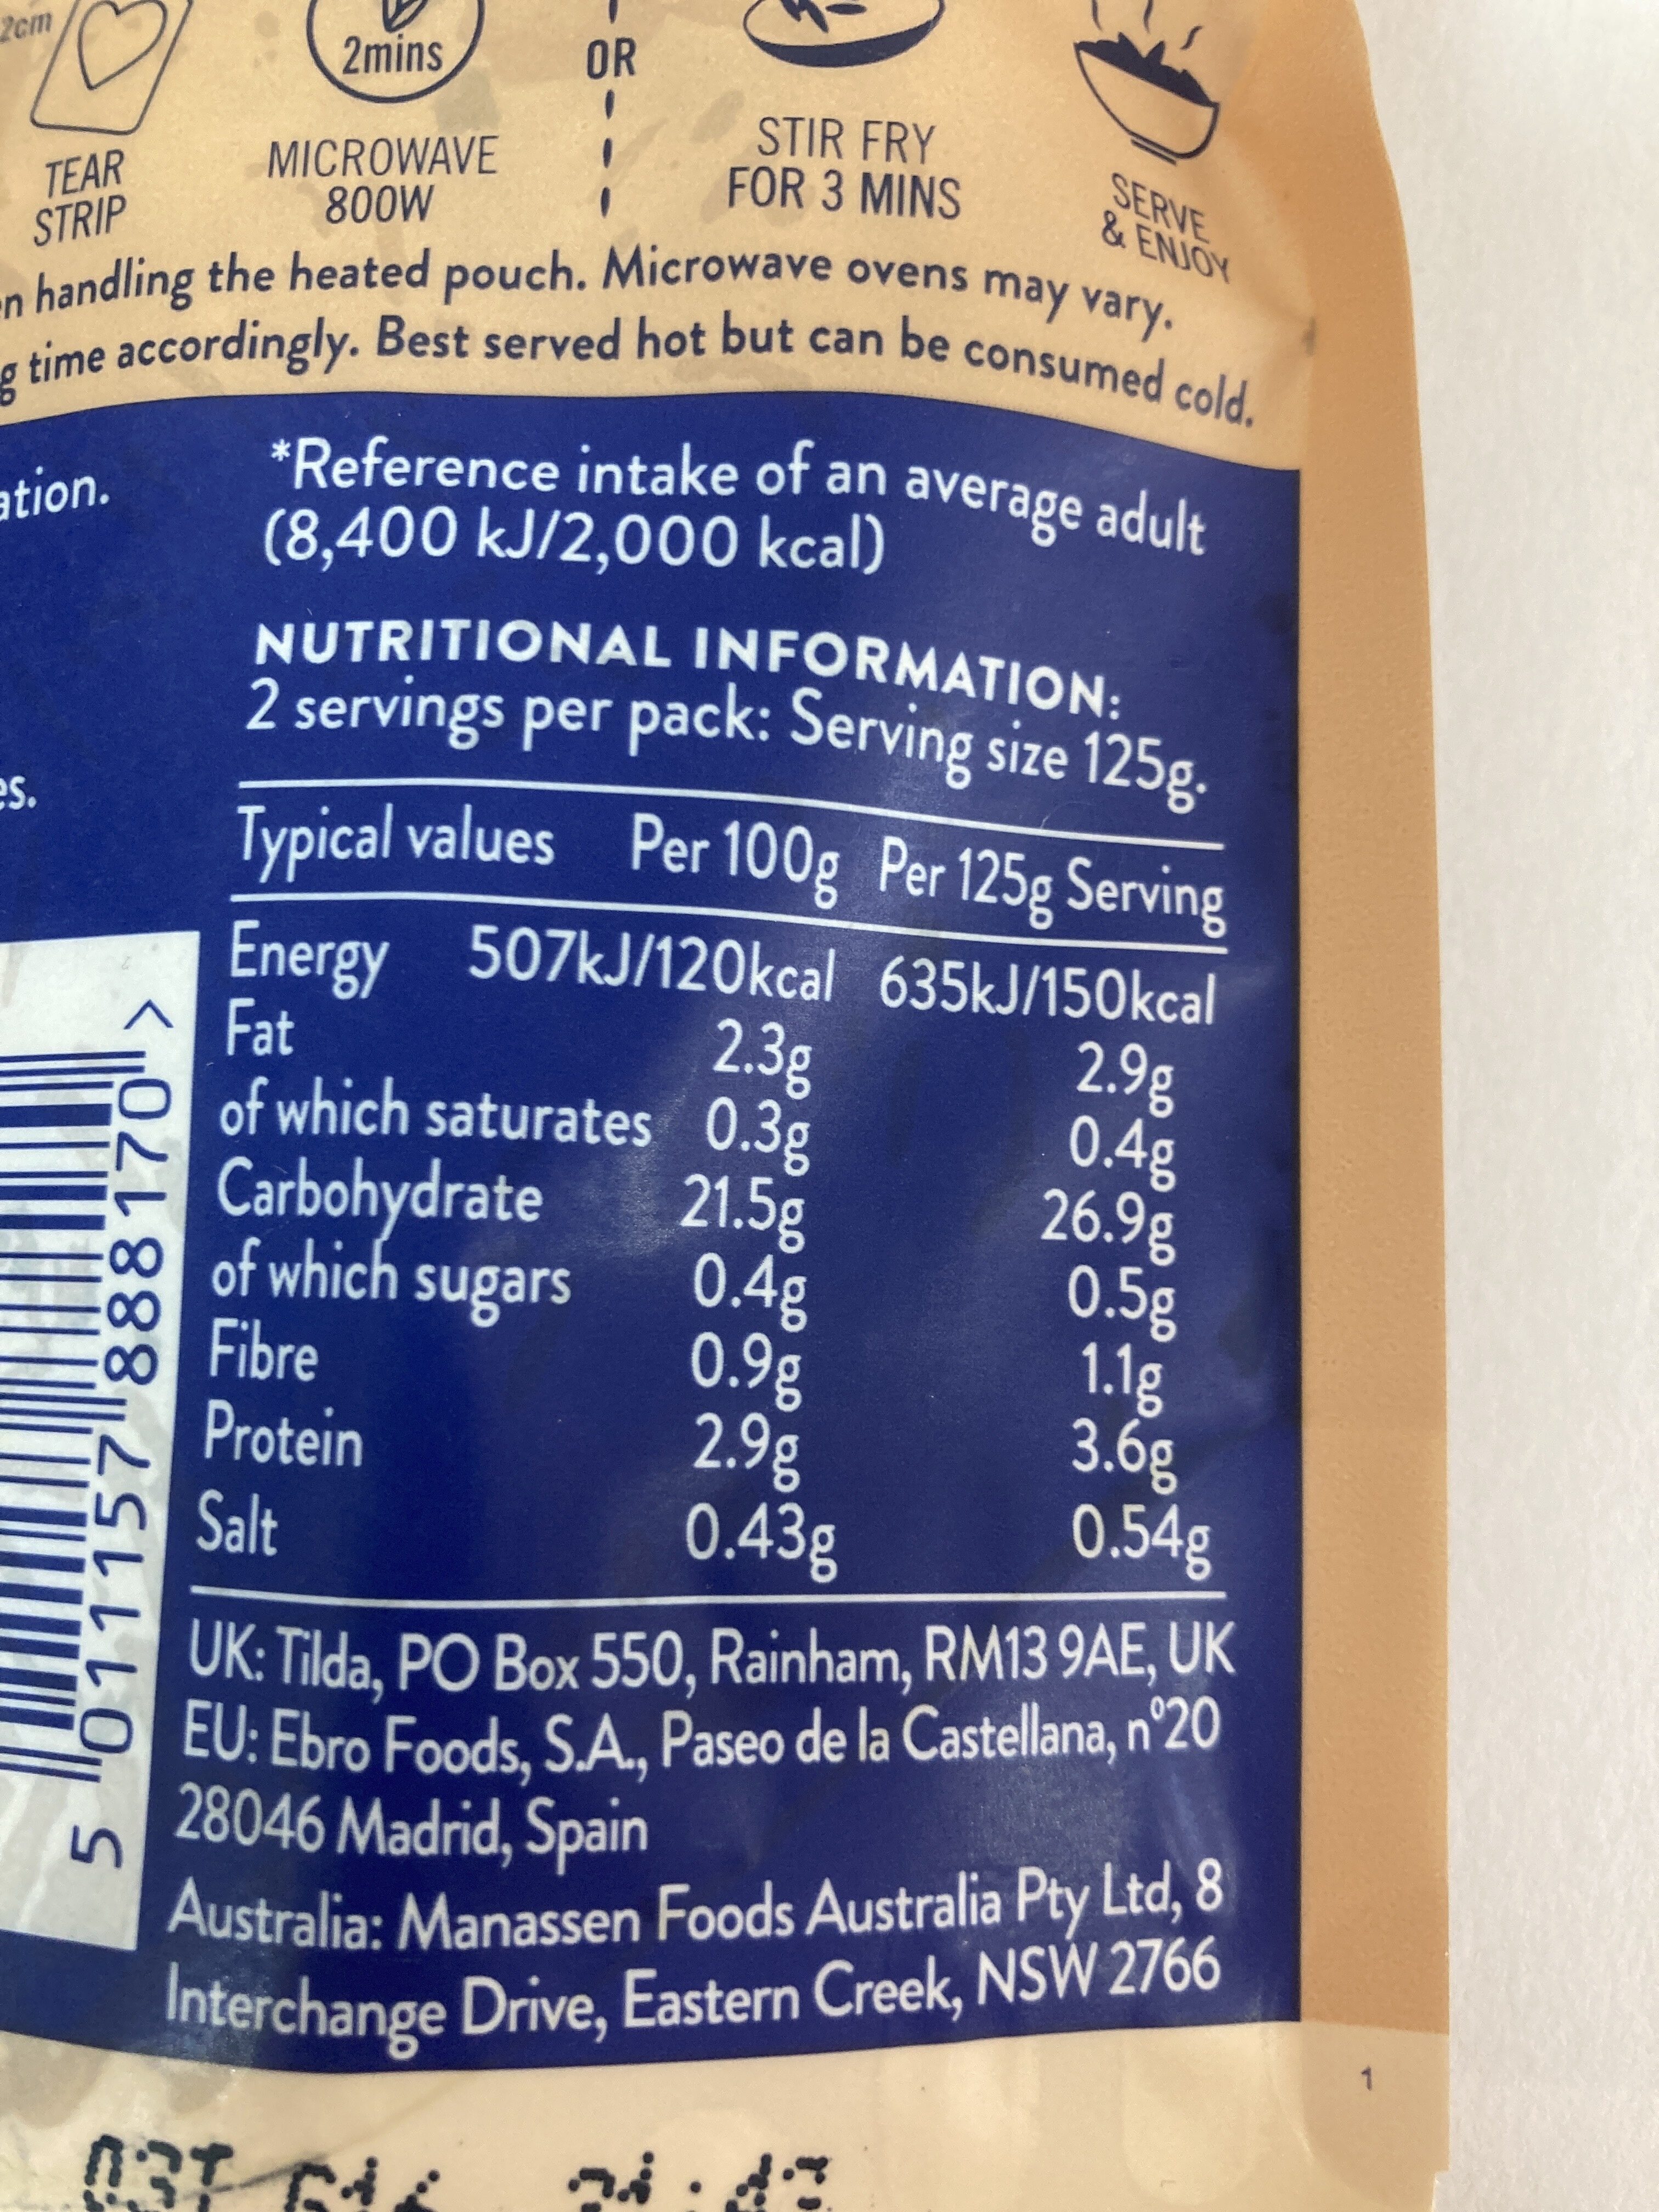 2cm
2mins
OR
TEAR
STRIP
MICROWAVE
800W
STIR FRY
FOR 3 MINS
SERVE
& ENJOY
handling the heated pouch. Microwave ovens may vary.
time accordingly. Best served hot but can be consumed cold.
*Reference intake of an average adult
(8,400 kJ/2,000 kcal)
NUTRITIONAL INFORMATION:
2 servings per pack: Serving size 125g.
Typical values Per 100g Per 125g Serving
Energy 507kJ/120kcal 635kJ/150kcal
Fat 2.3g 2.9g
of which saturates 0.3g 0.4g
Carbohydrate 21.5g 26.9g
of which sugars 0.4g 0.5g
Fibre 0.9g 1.1g
Protein 2.9g 3.6g
Salt 0.43g 0.54g
5 011157 888170 >
UK: Tilda, PO Box 550, Rainham, RM13 9AE, UK
EU: Ebro Foods, S.A., Paseo de la Castellana, nº20
28046 Madrid, Spain
Australia: Manassen Foods Australia Pty Ltd, 8
Interchange Drive, Eastern Creek, NSW 2766
1